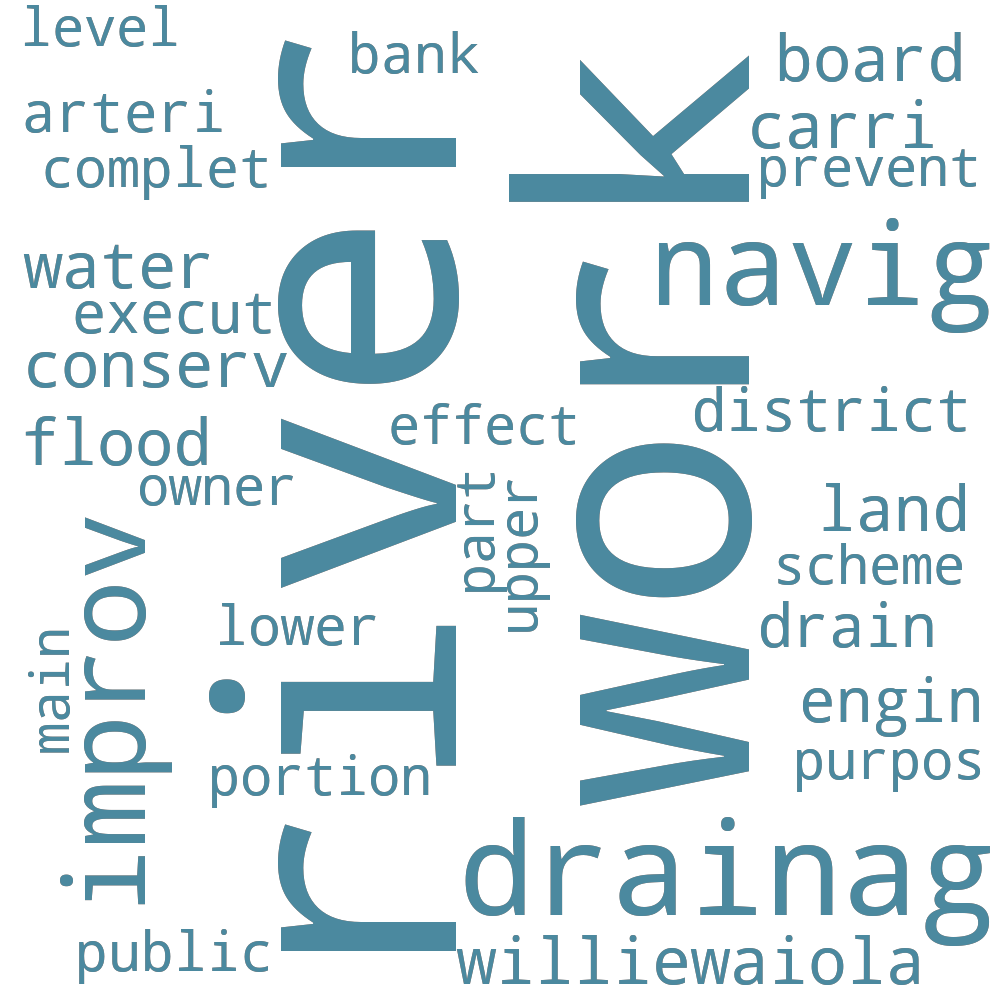 level
bank
board
arteri
carri
complet
prevent
river
work
water
navig
execut
conserv
district
effect
flood
owner
part
upper
land
scheme
improv
lower
drain
main
engin
portion
purpos
drainag
public
williewaiola